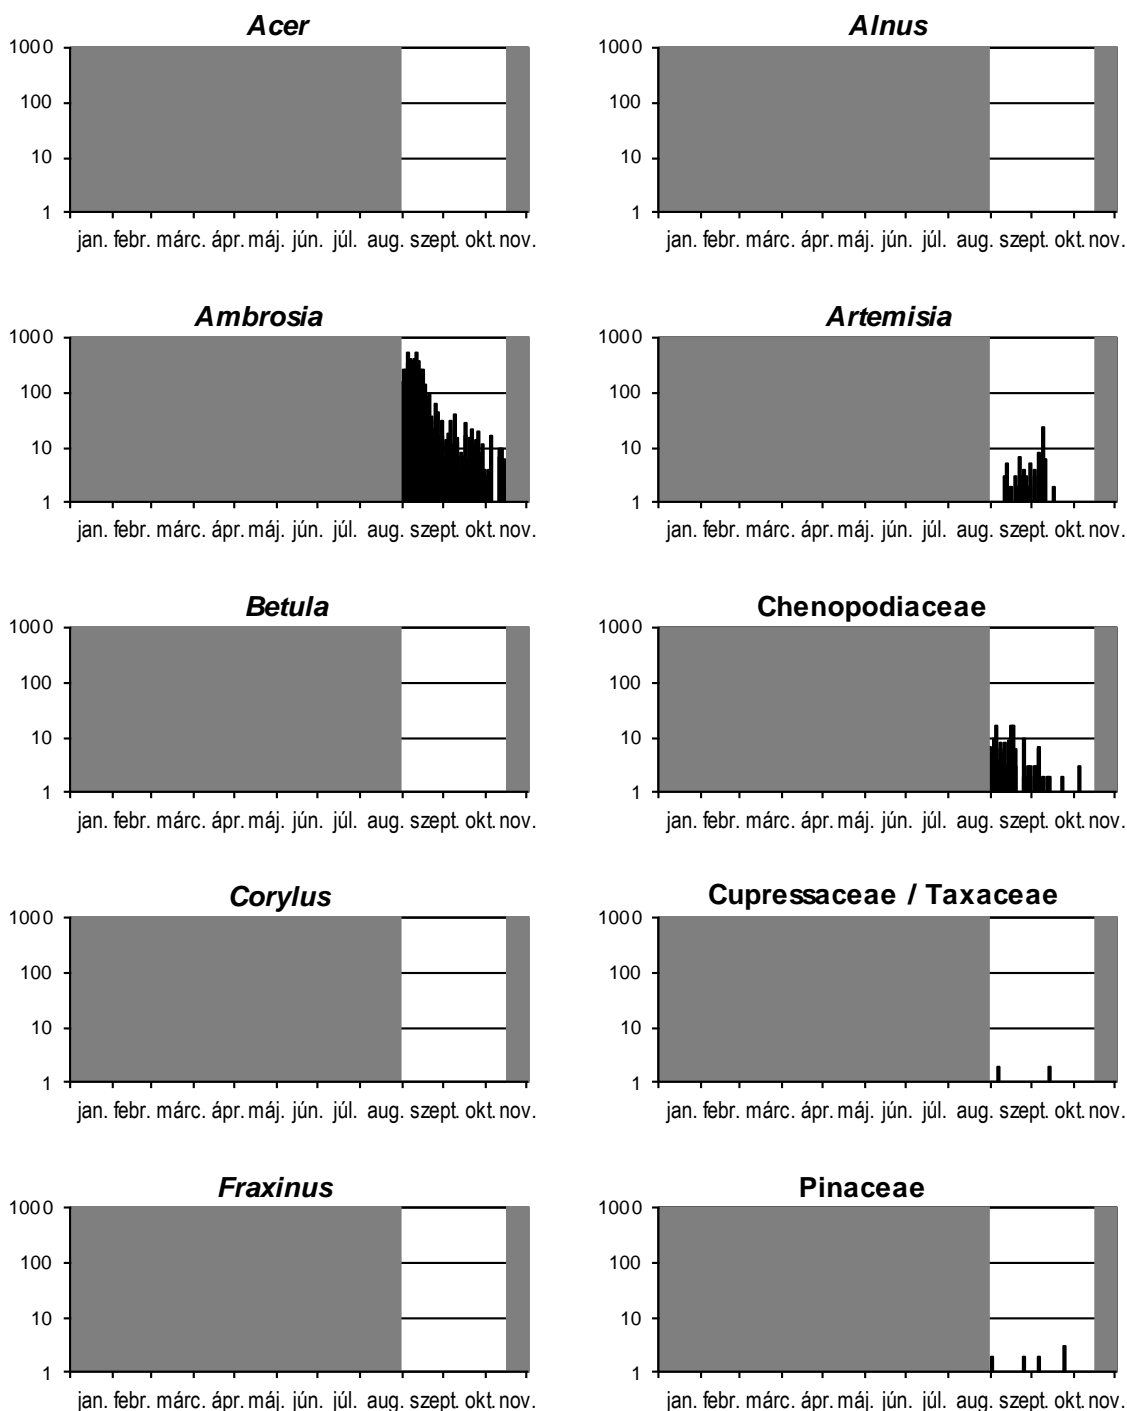 Acer
1000
100
10
1
jan. febr. márc. ápr. máj. jún. júl. aug. szept. okt. nov.
Alnus
1000
100
10
1
jan. febr. márc. ápr. máj. jún. júl. aug. szept. okt. nov.
Ambrosia
1000
100
10
1
jan. febr. márc. ápr. máj. jún. júl. aug. szept. okt. nov.
Artemisia
1000
100
10
1
jan. febr. márc. ápr. máj. jún. júl. aug. szept. okt. nov.
Betula
1000
100
10
1
jan. febr. márc. ápr. máj. jún. júl. aug. szept. okt. nov.
Chenopodiaceae
1000
100
10
1
jan. febr. márc. ápr. máj. jún. júl. aug. szept. okt. nov.
Corylus
1000
100
10
1
jan. febr. márc. ápr. máj. jún. júl. aug. szept. okt. nov.
Cupressaceae / Taxaceae
1000
100
10
1
jan. febr. márc. ápr. máj. jún. júl. aug. szept. okt. nov.
Fraxinus
1000
100
10
1
jan. febr. márc. ápr. máj. jún. júl. aug. szept. okt. nov.
Pinaceae
1000
100
10
1
jan. febr. márc. ápr. máj. jún. júl. aug. szept. okt. nov.